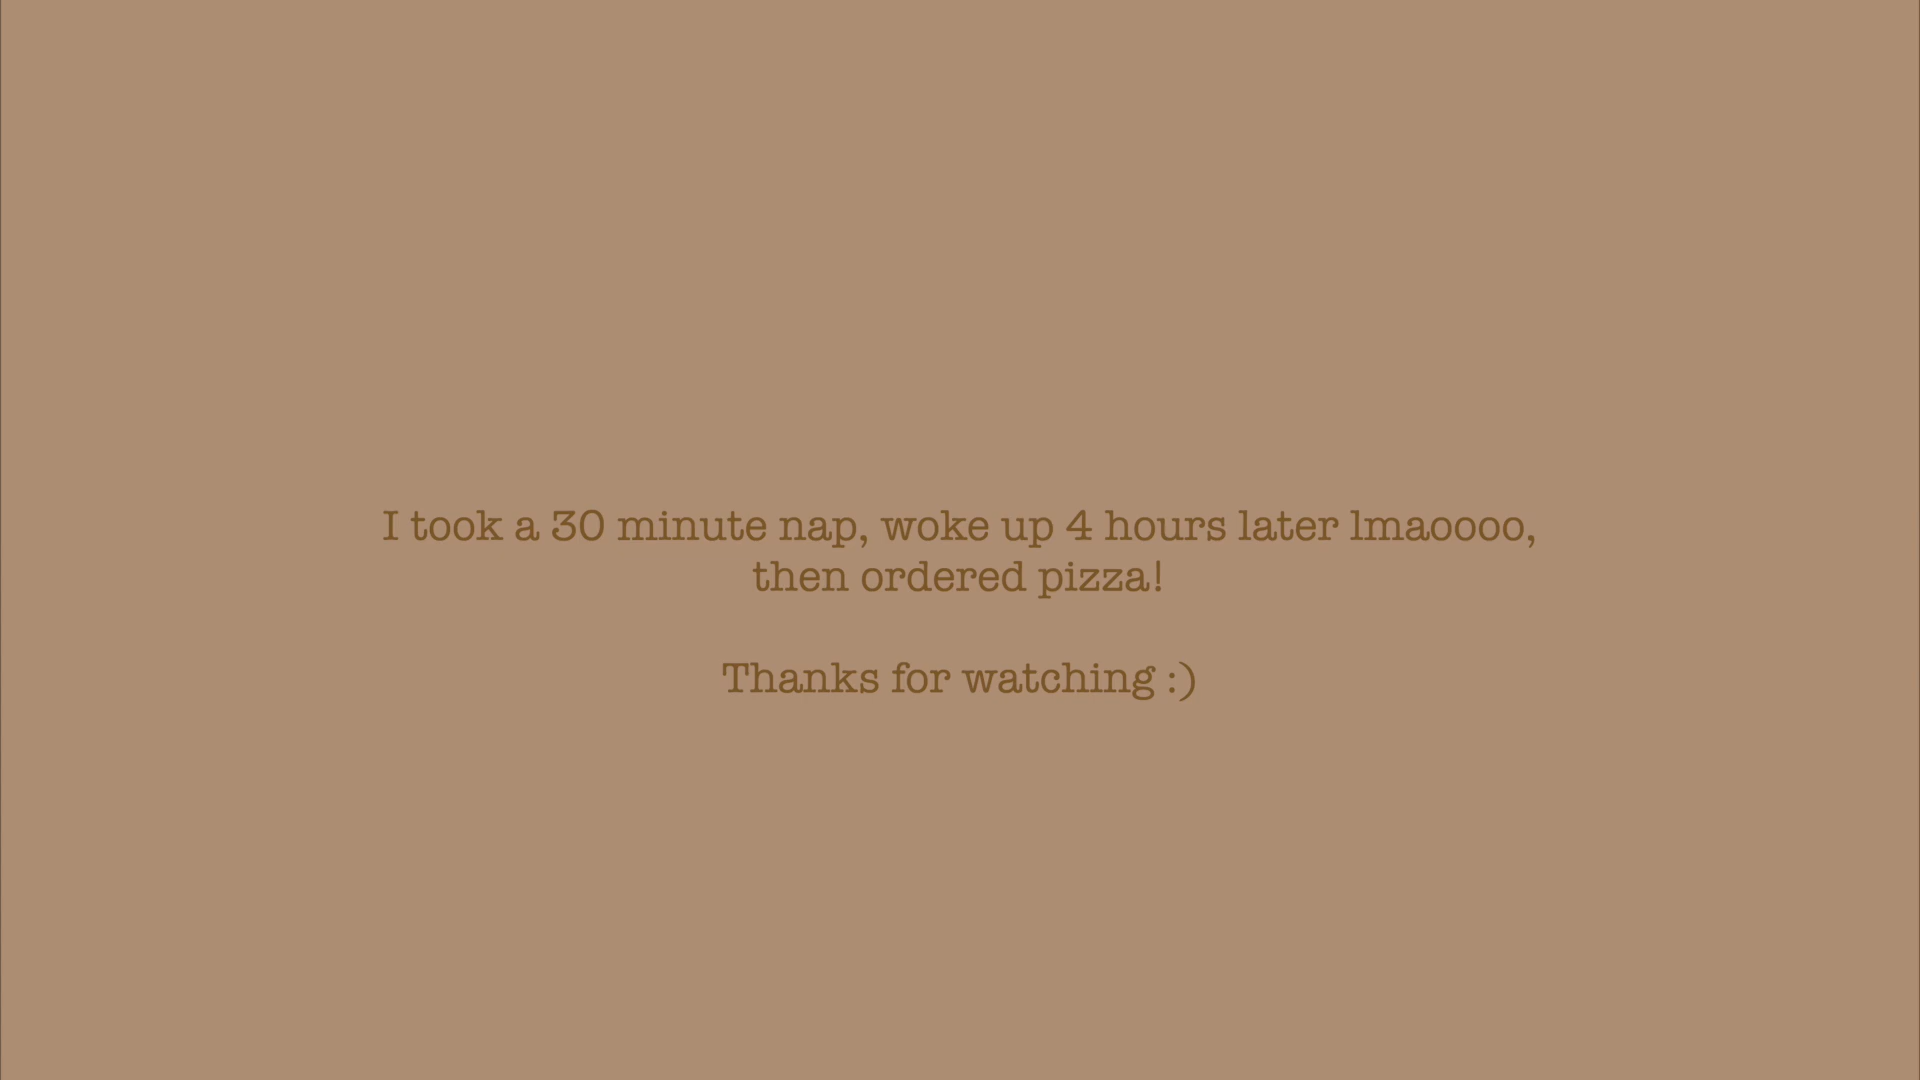 I took a 30 minute nap, woke up 4 hours later lmaoooo,
then ordered pizza!
Thanks for watching :)